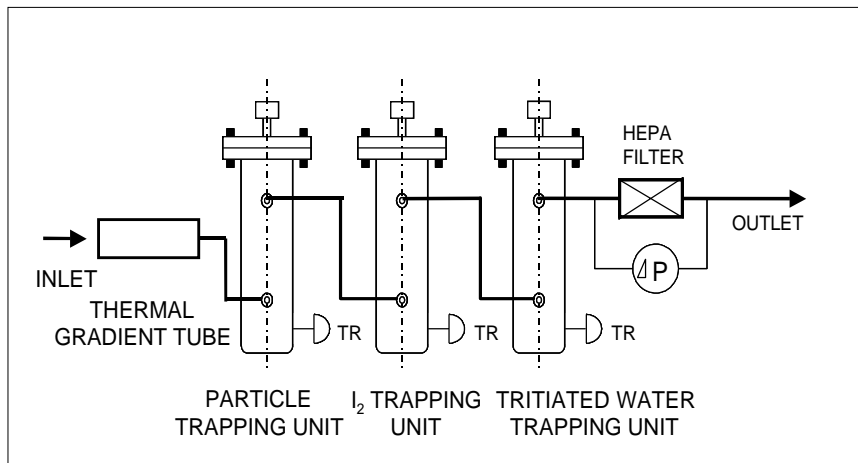 HEPA
FILTER
OUTLET
INLET
⊿P
THERMAL
GRADIENT TUBE
TR
TR
TR
PARTICLE
TRAPPING UNIT
I₂ TRAPPING
UNIT
TRITIATED WATER
TRAPPING UNIT